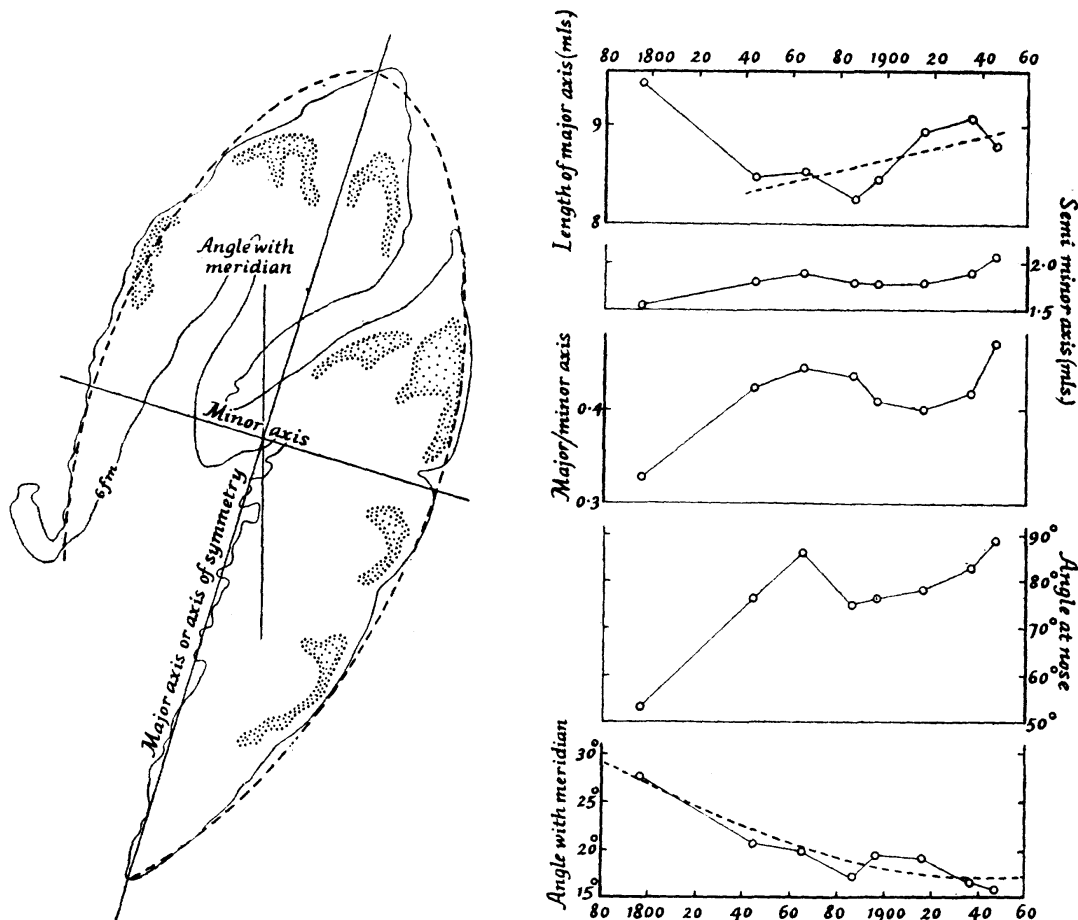 Angle with
meridian
Minor axis
6fm
Major axis or axis of symmetry
80 1800 20 40 60 80 1900 20 40 60
Length of major axis (mls)
9
8
2.0
1.5
Semi minor axis (mls)
Major/minor axis
0.4
0.3
90°
80°
70°
60°
50°
Angle at nose
Angle with meridian
30°
25°
20°
15°
80 1800 20 40 60 80 1900 20 40 60